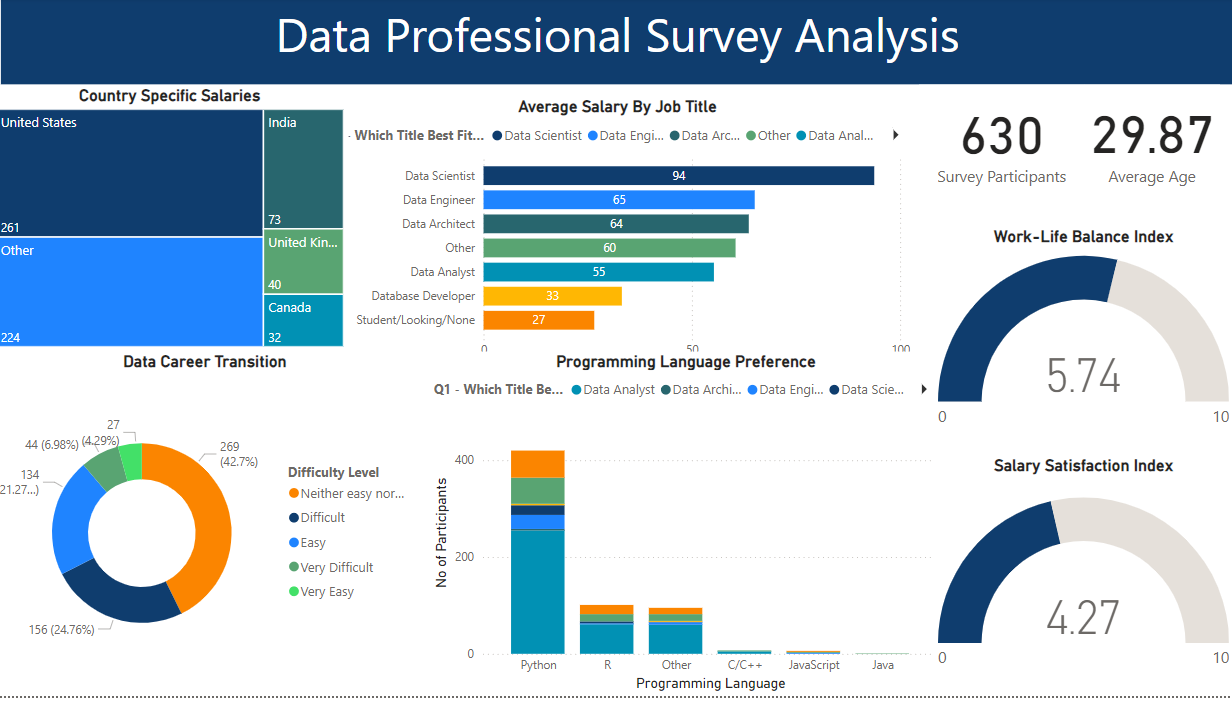 Data Professional Survey Analysis
Country Specific Salaries
United States
261
Other
224
India
73
United Kin...
40
Canada
32
Average Salary By Job Title
Which Title Best Fit...
Data Scientist
Data Engi...
Data Arc...
Other
Data Anal...
Data Scientist
94
Data Engineer
65
Data Architect
64
Other
60
Data Analyst
55
Database Developer
33
Student/Looking/None
27
0
50
100
630
Survey Participants
29.87
Average Age
Work-Life Balance Index
5.74
0
10
Salary Satisfaction Index
4.27
0
10
Data Career Transition
27
(4.29%)
44 (6.98%)
134
21.27...)
156 (24.76%)
269
(42.7%)
Difficulty Level
Neither easy nor...
Difficult
Easy
Very Difficult
Very Easy
Programming Language Preference
Q1 - Which Title Be...
Data Analyst
Data Archi...
Data Engi...
Data Scie...
No of Participants
400
200
0
Python
R
Other
C/C++
JavaScript
Java
Programming Language